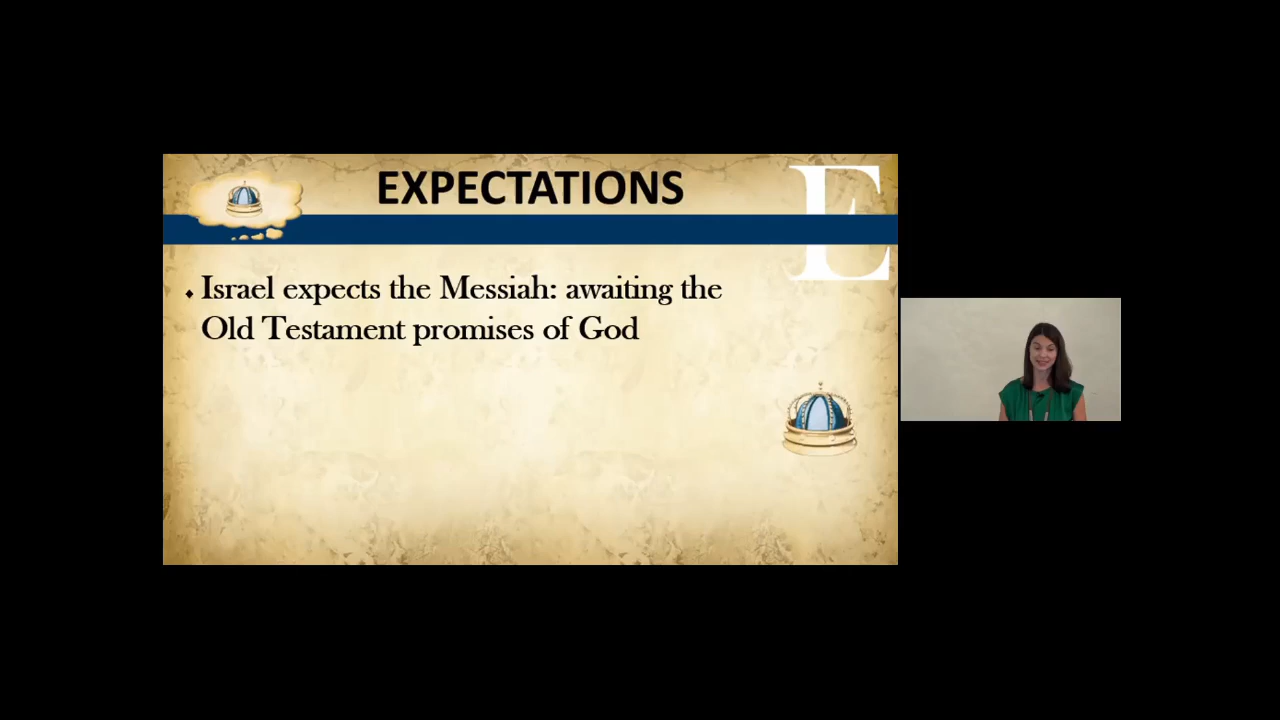 EXPECTATIONS
E
⬥ Israel expects the Messiah: awaiting the
Old Testament promises of God